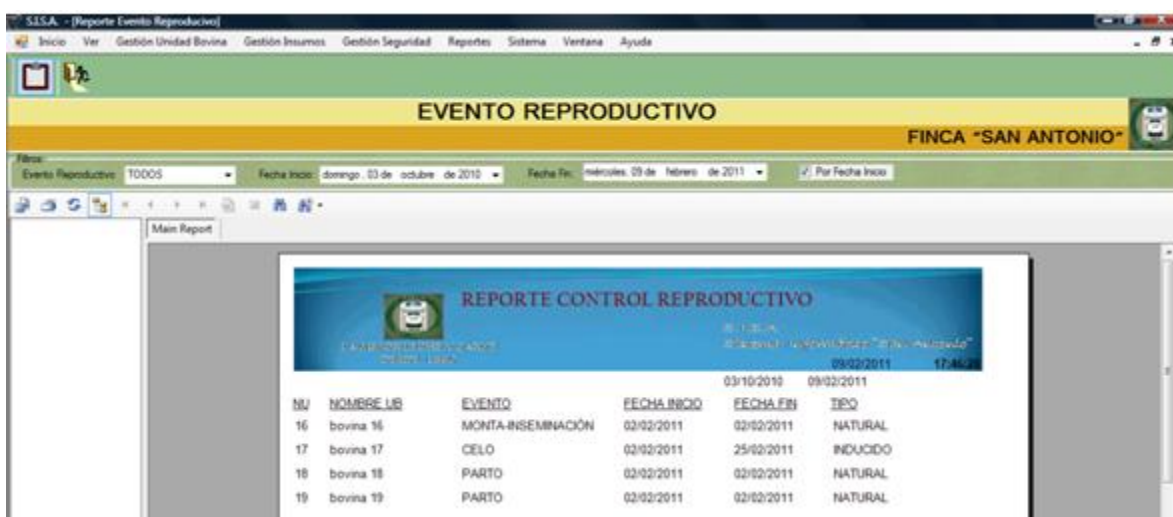 S.I.S.A. - [Reporte Evento Reproductivo]
Inicio Ver Gestión Unidad Bovina Gestión Insumos Gestión Seguridad Reportes Sistema Ventana Ayuda
EVENTO REPRODUCTIVO
FINCA "SAN ANTONIO"
Filtros:
Evento Reproductivo TODOS Fecha Inicio: domingo , 03 de octubre de 2010 Fecha Fin: miércoles, 09 de febrero de 2011 Por Fecha Inicio
Main Report
REPORTE CONTROL REPRODUCTIVO
09/02/2011 17:46:
03/10/2010 09/02/2011
NU NOMBRE UB EVENTO FECHA INICIO FECHA FIN TIPO
16 bovina 16 MONTA-INSEMINACIÓN 02/02/2011 02/02/2011 NATURAL
17 bovina 17 CELO 02/02/2011 25/02/2011 INDUCIDO
18 bovina 18 PARTO 02/02/2011 02/02/2011 NATURAL
19 bovina 19 PARTO 02/02/2011 02/02/2011 NATURAL